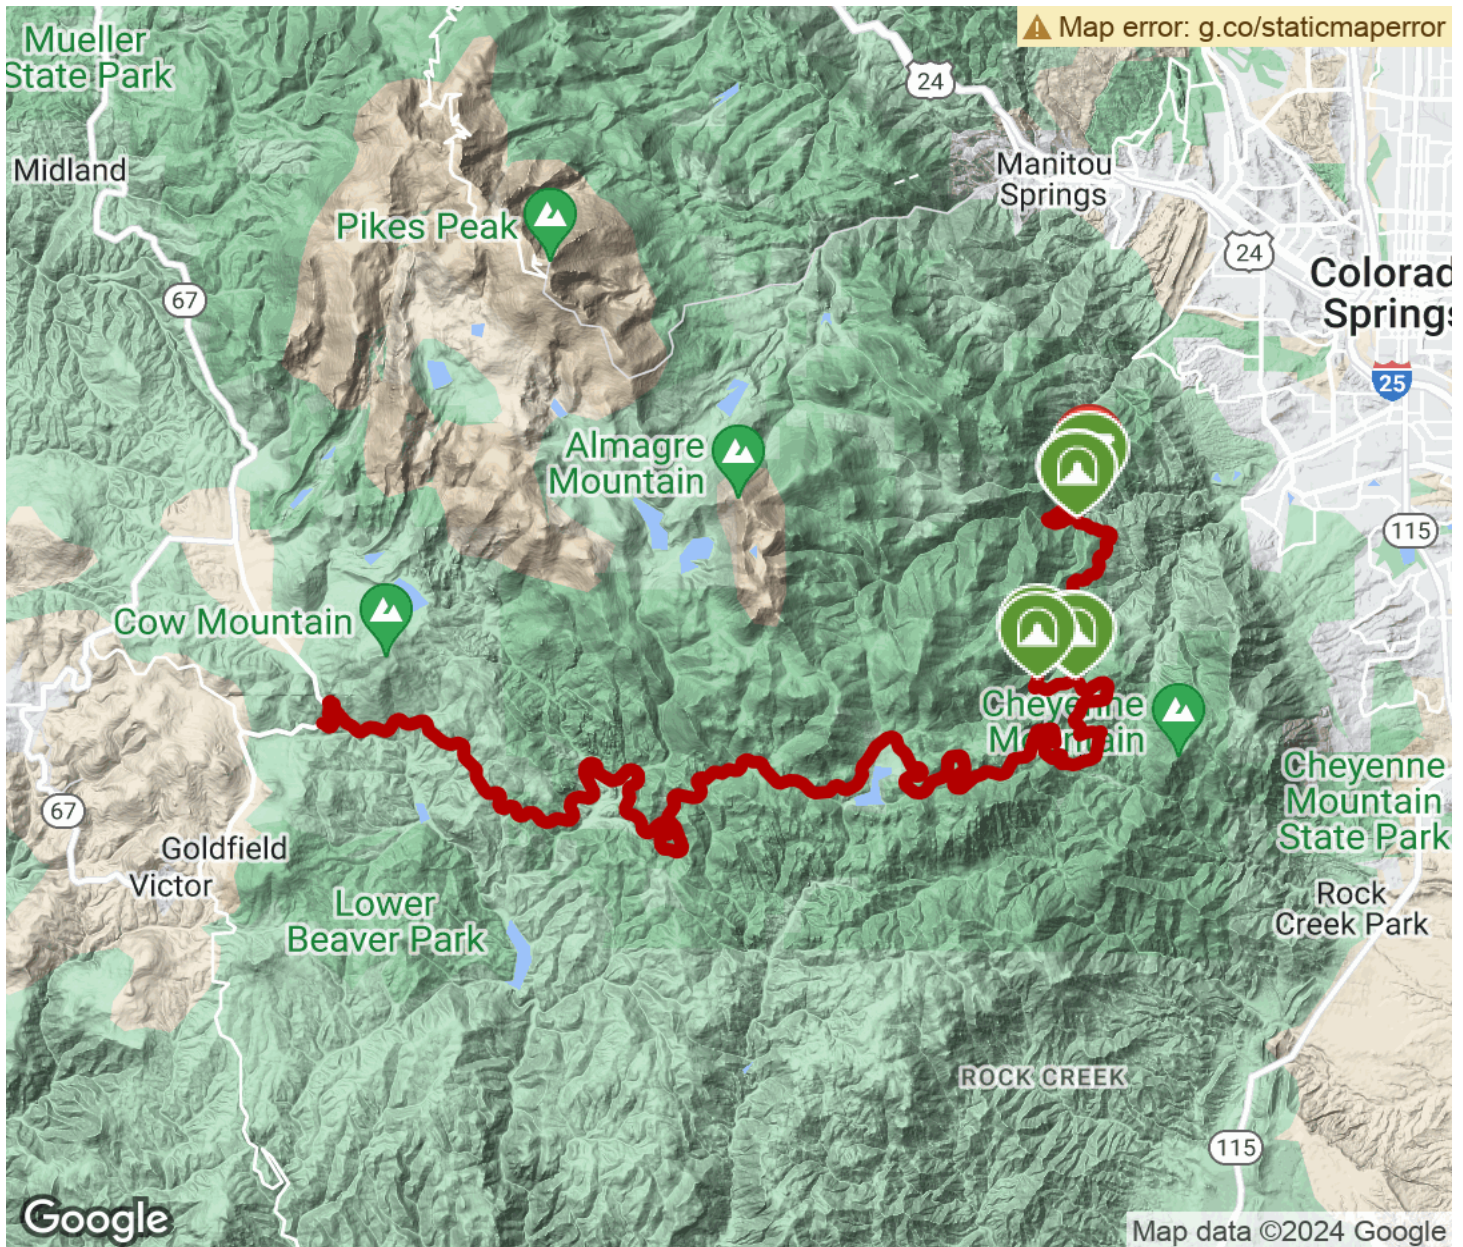 Map error: g.co/staticmaperror
Mueller
State Park
24
Manitou
Springs
Midland
Pikes Peak
24
67
Colorad
Springs
25
Almagre
Mountain
115
Cow Mountain
Cheyenne
Mountain
Cheyenne
Mountain
State Park
67
Goldfield
Victor
Lower
Beaver Park
Rock
Creek Park
ROCK CREEK
115
Google
Map data ©2024 Google